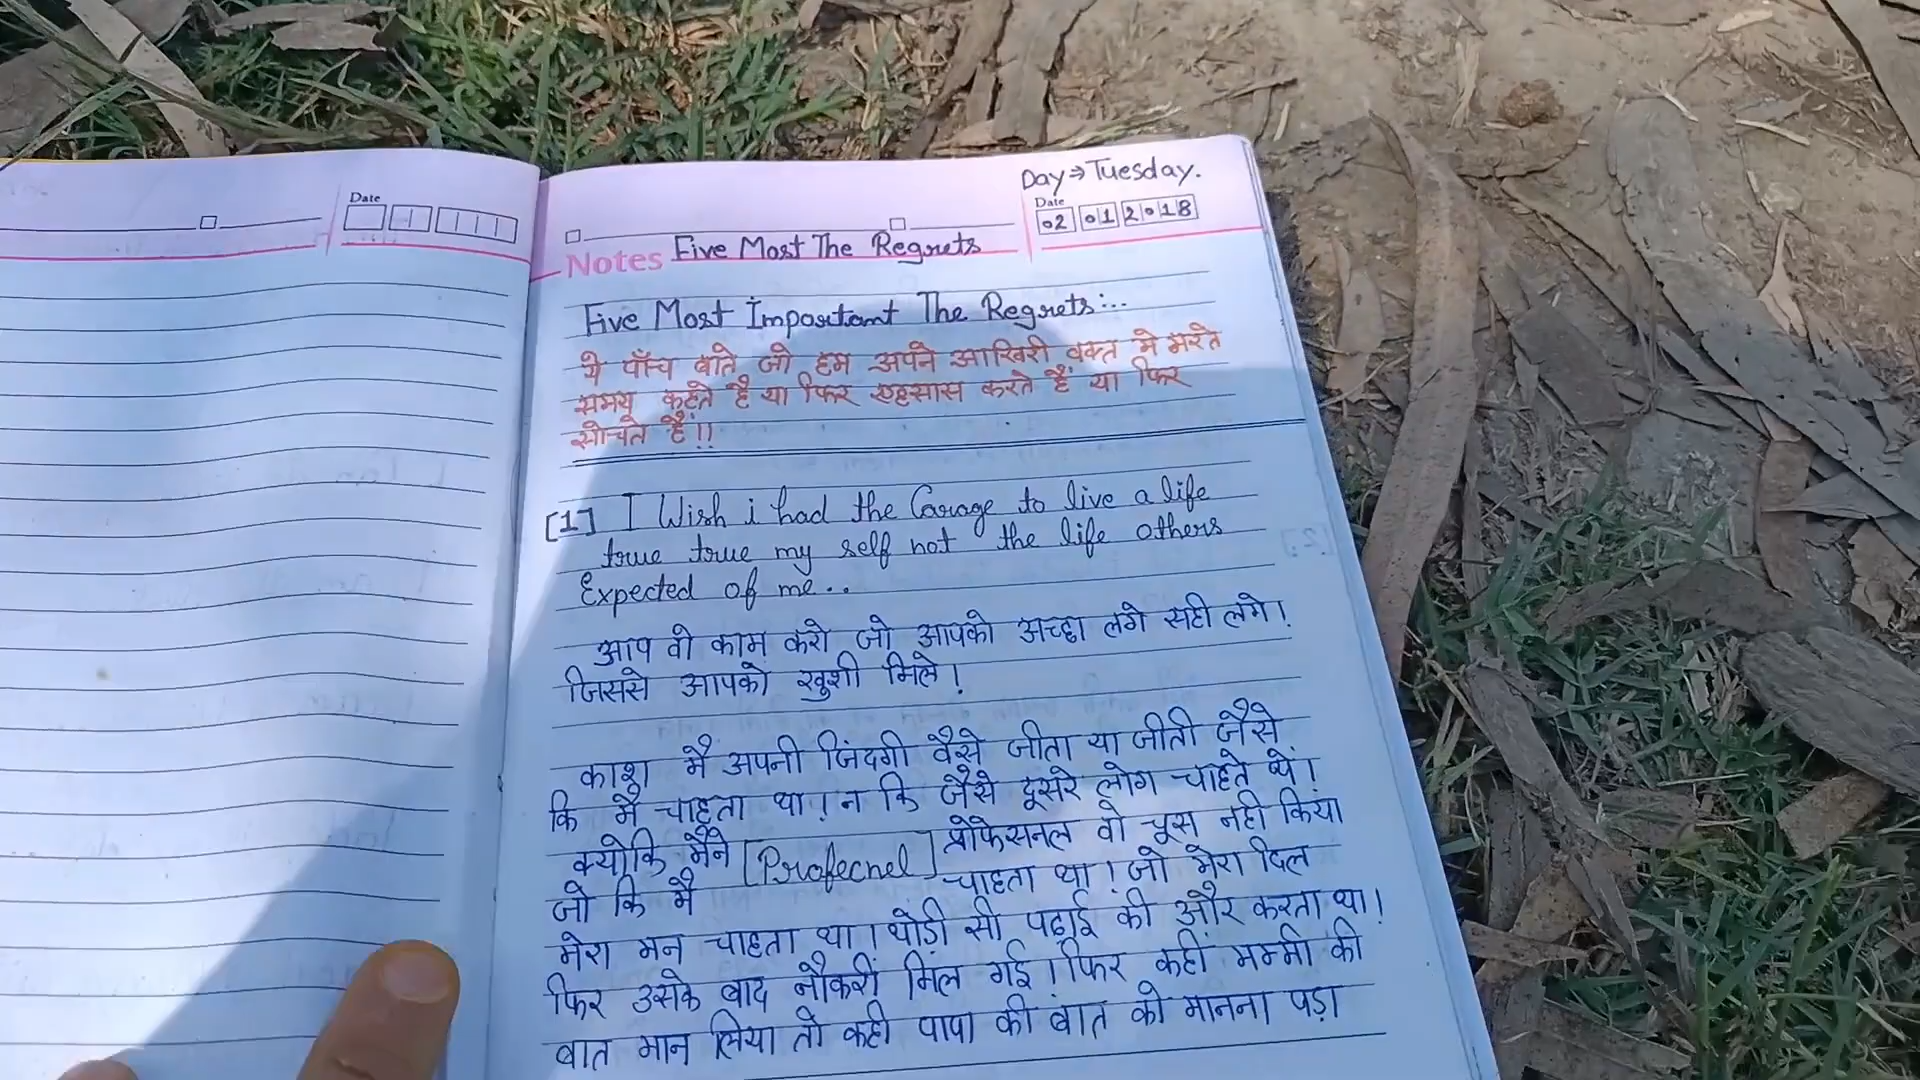 Date
Day ⇒ Tuesday.
Date
02 01 2018
Notes Five Most The Regrets
Five Most Important The Regrets:..
ये पाँच बाते जो हम अपने आखिरी वक्त मे मरते
समय कहते है या फिर एहसास करते हैं या फिर
सोचते हैं!!
[1] I Wish i had the Carage to live a life
true true my self not the life others
Expected of me..
आप वो काम करो जो आपको अच्छा लगे सही लगे।
जिससे आपको खुशी मिले!
काश मै अपनी जिंदगी वैसे जीता या जीती जैसे
कि मै चाहता था। न कि जैसे दूसरे लोग चाहते थे।
क्योकि मैने [Profecnel] प्रोफेसनल वो चूस नही किया
जो कि मै चाहता था। जो मेरा दिल
मेरा मन चाहता था। थोड़ी सी पढाई की और करता था।
फिर उसके बाद नौकरी मिल गई। फिर कही मम्मी की
बात मान लिया तो कही पापा की बात को मानना पड़ा